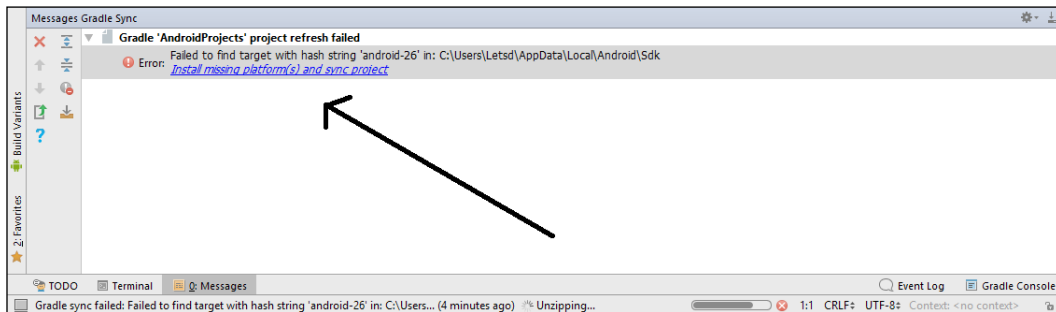 Messages Gradle Sync
Gradle 'AndroidProjects' project refresh failed
Error: Failed to find target with hash string 'android-26' in: C:\Users\Letsd\AppData\Local\Android\Sdk
Install missing platform(s) and sync project
Build Variants
2: Favorites
TODO Terminal 0: Messages Event Log Gradle Console
Gradle sync failed: Failed to find target with hash string 'android-26' in: C:\Users... (4 minutes ago) Unzipping... 1:1 CRLF UTF-8 Context: <no context>